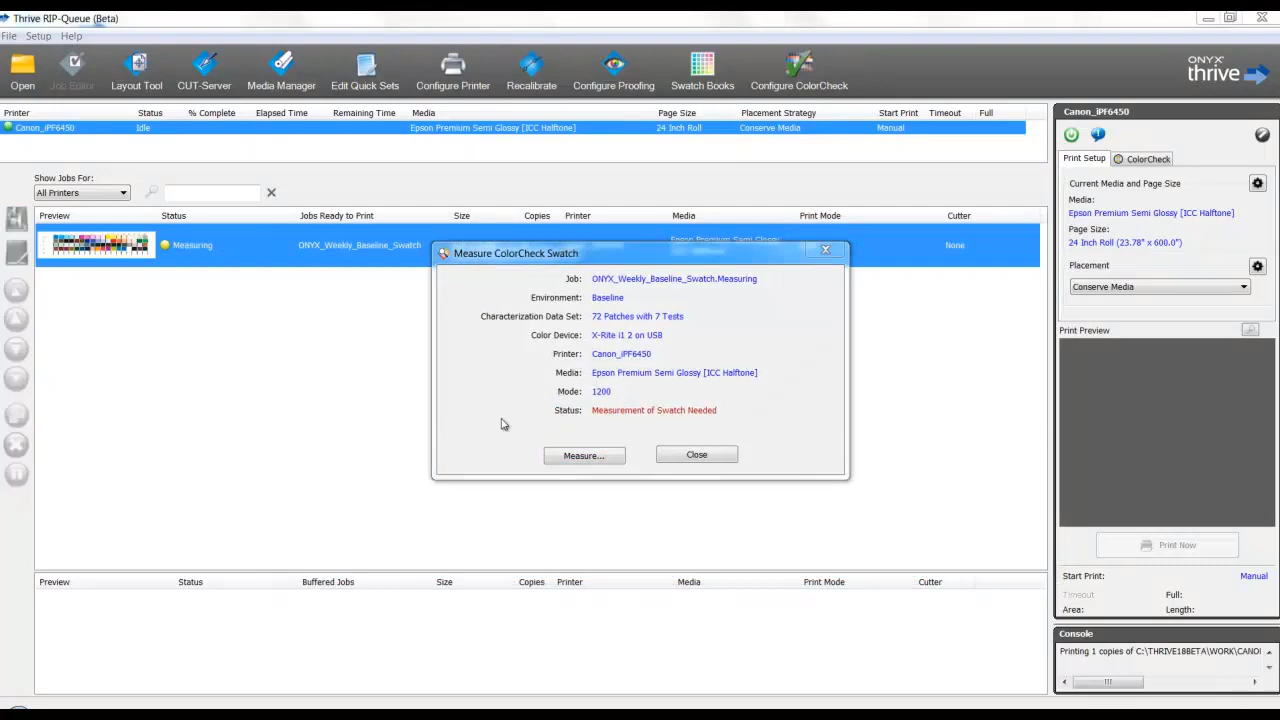 Thrive RIP-Queue (Beta)
File Setup Help
Open Job Editor Layout Tool CUT-Server Media Manager Edit Quick Sets Configure Printer Recalibrate Configure Proofing Swatch Books Configure ColorCheck
ONYX
thrive
Printer Status % Complete Elapsed Time Remaining Time Media Page Size Placement Strategy Start Print Timeout Full
Canon_iPF6450 Idle Epson Premium Semi Glossy [ICC Halftone] 24 Inch Roll Conserve Media Manual
Show Jobs For:
All Printers
Preview Status Jobs Ready to Print Size Copies Printer Media Print Mode Cutter
Measuring ONYX_Weekly_Baseline_Swatch Epson Premium Semi Glossy None
Measure ColorCheck Swatch
Job: ONYX_Weekly_Baseline_Swatch.Measuring
Environment: Baseline
Characterization Data Set: 72 Patches with 7 Tests
Color Device: X-Rite i1 2 on USB
Printer: Canon_iPF6450
Media: Epson Premium Semi Glossy [ICC Halftone]
Mode: 1200
Status: Measurement of Swatch Needed
Measure... Close
Preview Status Buffered Jobs Size Copies Printer Media Print Mode Cutter
Canon_iPF6450
Print Setup ColorCheck
Current Media and Page Size
Media:
Epson Premium Semi Glossy [ICC Halftone]
Page Size:
24 Inch Roll (23.78" x 600.0")
Placement
Conserve Media
Print Preview
Print Now
Start Print: Manual
Timeout Full:
Area: Length:
Console
Printing 1 copies of C:\THRIVE18BETA\WORK\CANO